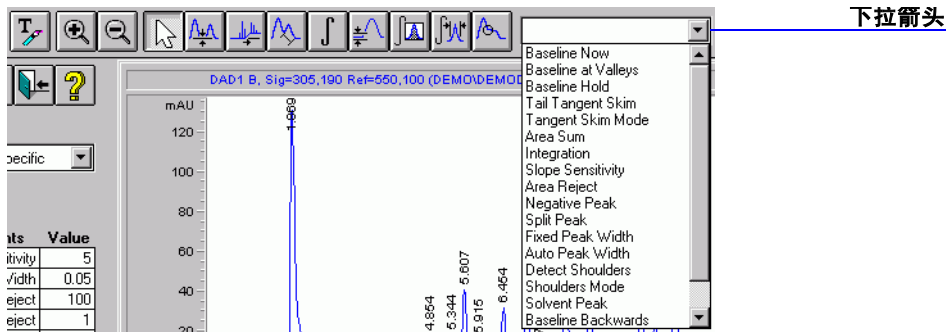 下拉箭头
DAD1 B, Sig=305,190 Ref=550,100 (DEMO\DEMOD
mAU
120
100
80
60
40
20
1.969
4.854
5.344
5.607
5.915
6.454
ecific
nts Value
itivity 5
Width 0.05
eject 100
eject 1
Baseline Now
Baseline at Valleys
Baseline Hold
Tail Tangent Skim
Tangent Skim Mode
Area Sum
Integration
Slope Sensitivity
Area Reject
Negative Peak
Split Peak
Fixed Peak Width
Auto Peak Width
Detect Shoulders
Shoulders Mode
Solvent Peak
Baseline Backwards